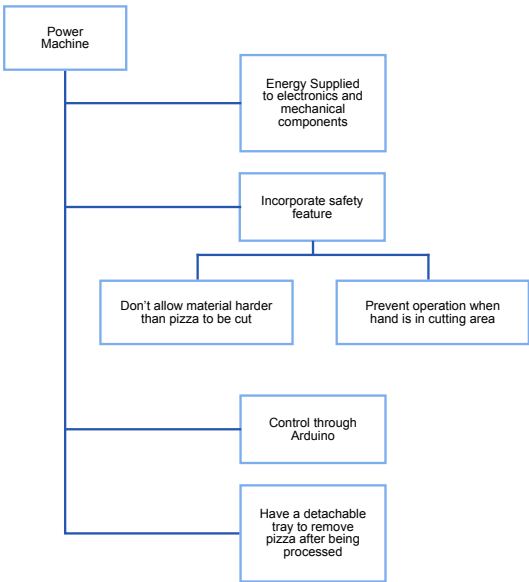 Power
Machine
Energy Supplied
to electronics and
mechanical
components
Incorporate safety
feature
Don't allow material harder
than pizza to be cut
Prevent operation when
hand is in cutting area
Control through
Arduino
Have a detachable
tray to remove
pizza after being
processed